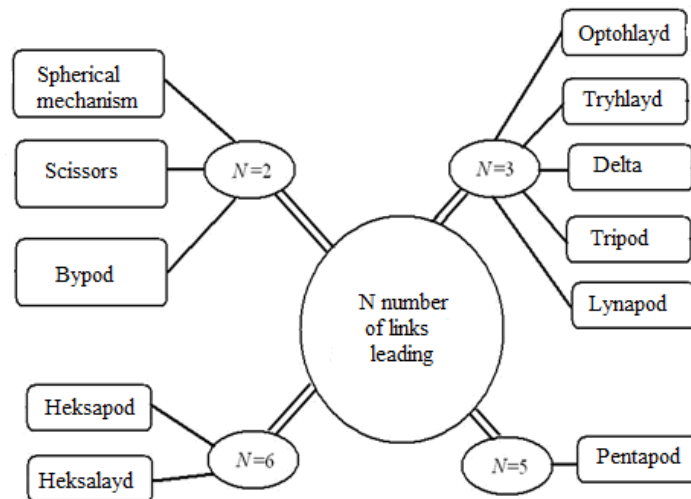 Optohlayd
Spherical
mechanism
Tryhlayd
Scissors
N=2
N=3
Delta
Tripod
Bypod
Lynapod
N number
of links
leading
Heksapod
N=6
N=5
Pentapod
Heksalayd